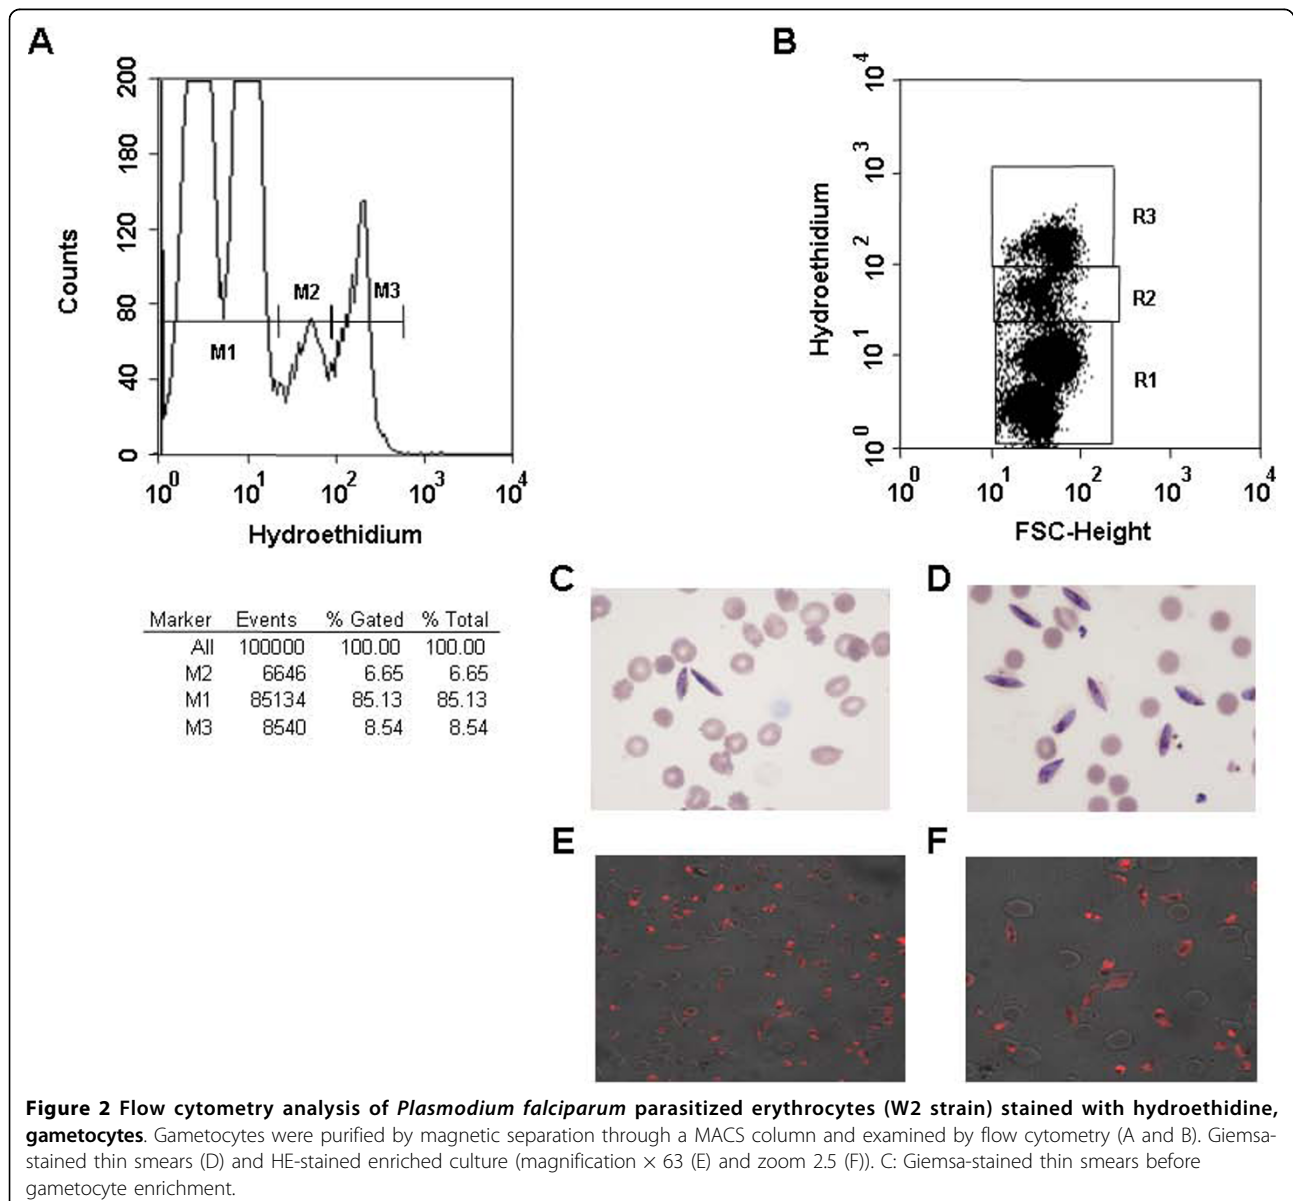 A
200
180
120
80
40
0
Counts
M1
M2
M3
10^0 10^1 10^2 10^3 10^4
Hydroethidium
B
10^4
10^3
10^2
10^1
10^0
Hydroethidium
R3
R2
R1
10^0 10^1 10^2 10^3 10^4
FSC-Height
Marker Events % Gated % Total
All 100000 100.00 100.00
M2 6646 6.65 6.65
M1 85134 85.13 85.13
M3 8540 8.54 8.54
C
D
E
F
Figure 2 Flow cytometry analysis of Plasmodium falciparum parasitized erythrocytes (W2 strain) stained with hydroethidine,
gametocytes. Gametocytes were purified by magnetic separation through a MACS column and examined by flow cytometry (A and B). Giemsa-
stained thin smears (D) and HE-stained enriched culture (magnification × 63 (E) and zoom 2.5 (F)). C: Giemsa-stained thin smears before
gametocyte enrichment.